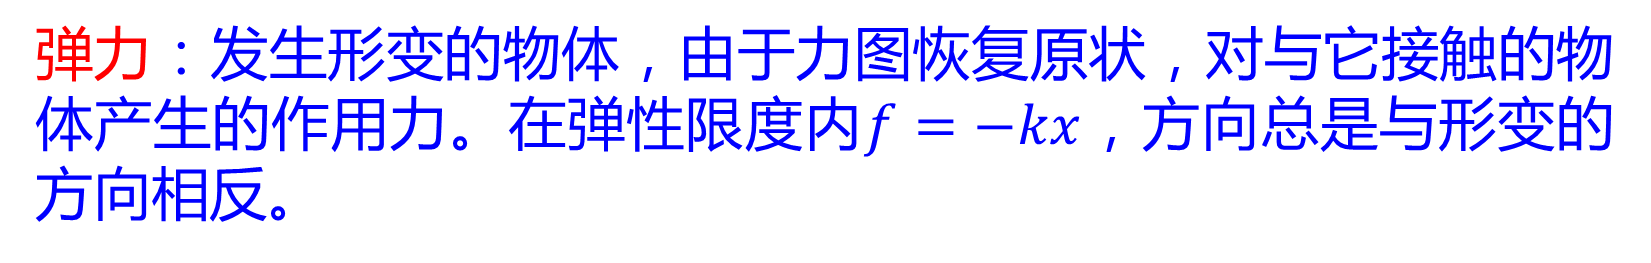 弹力：发生形变的物体，由于力图恢复原状，对与它接触的物
体产生的作用力。在弹性限度内f = −kx，方向总是与形变的
方向相反。